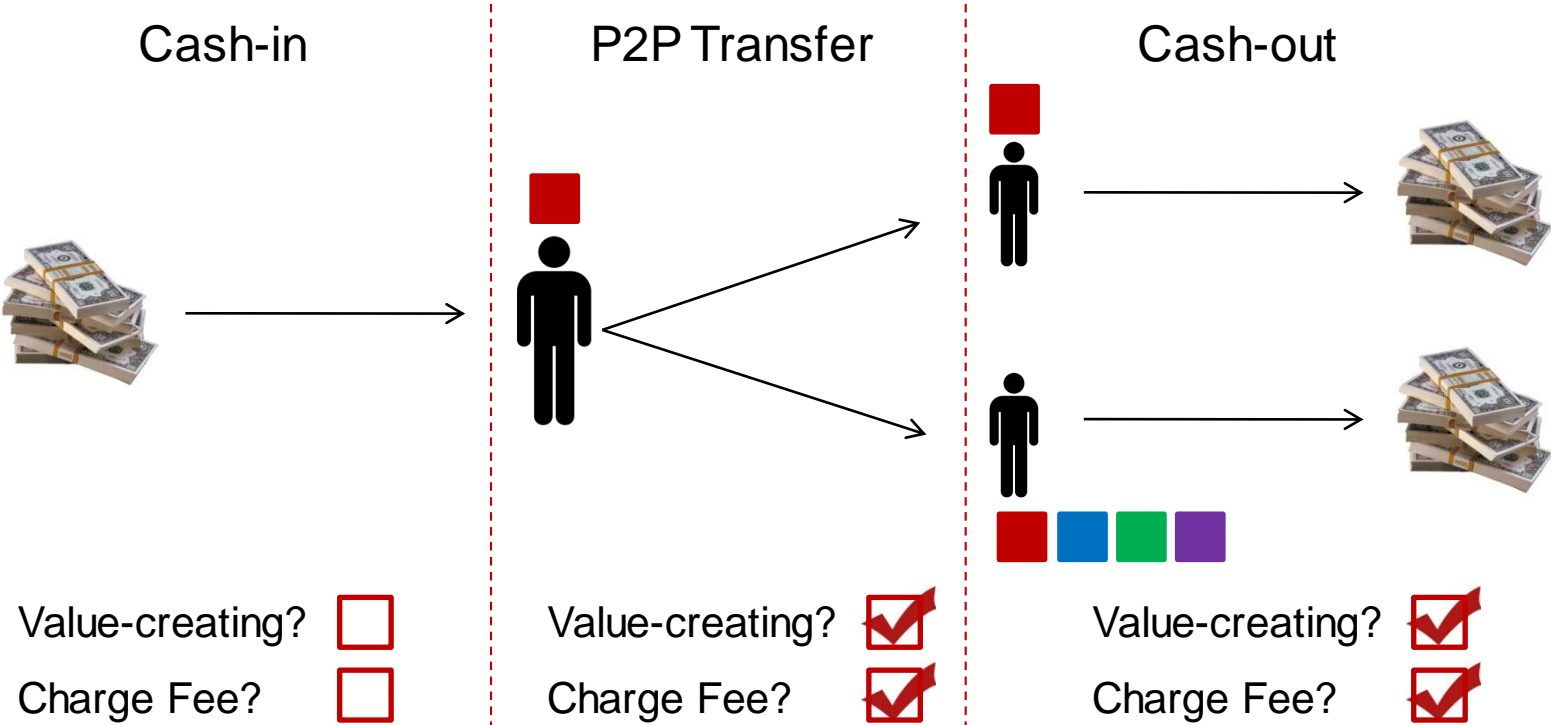 Cash-in
P2P Transfer
Cash-out
Value-creating?
Charge Fee?
Value-creating?
Charge Fee?
Value-creating?
Charge Fee?